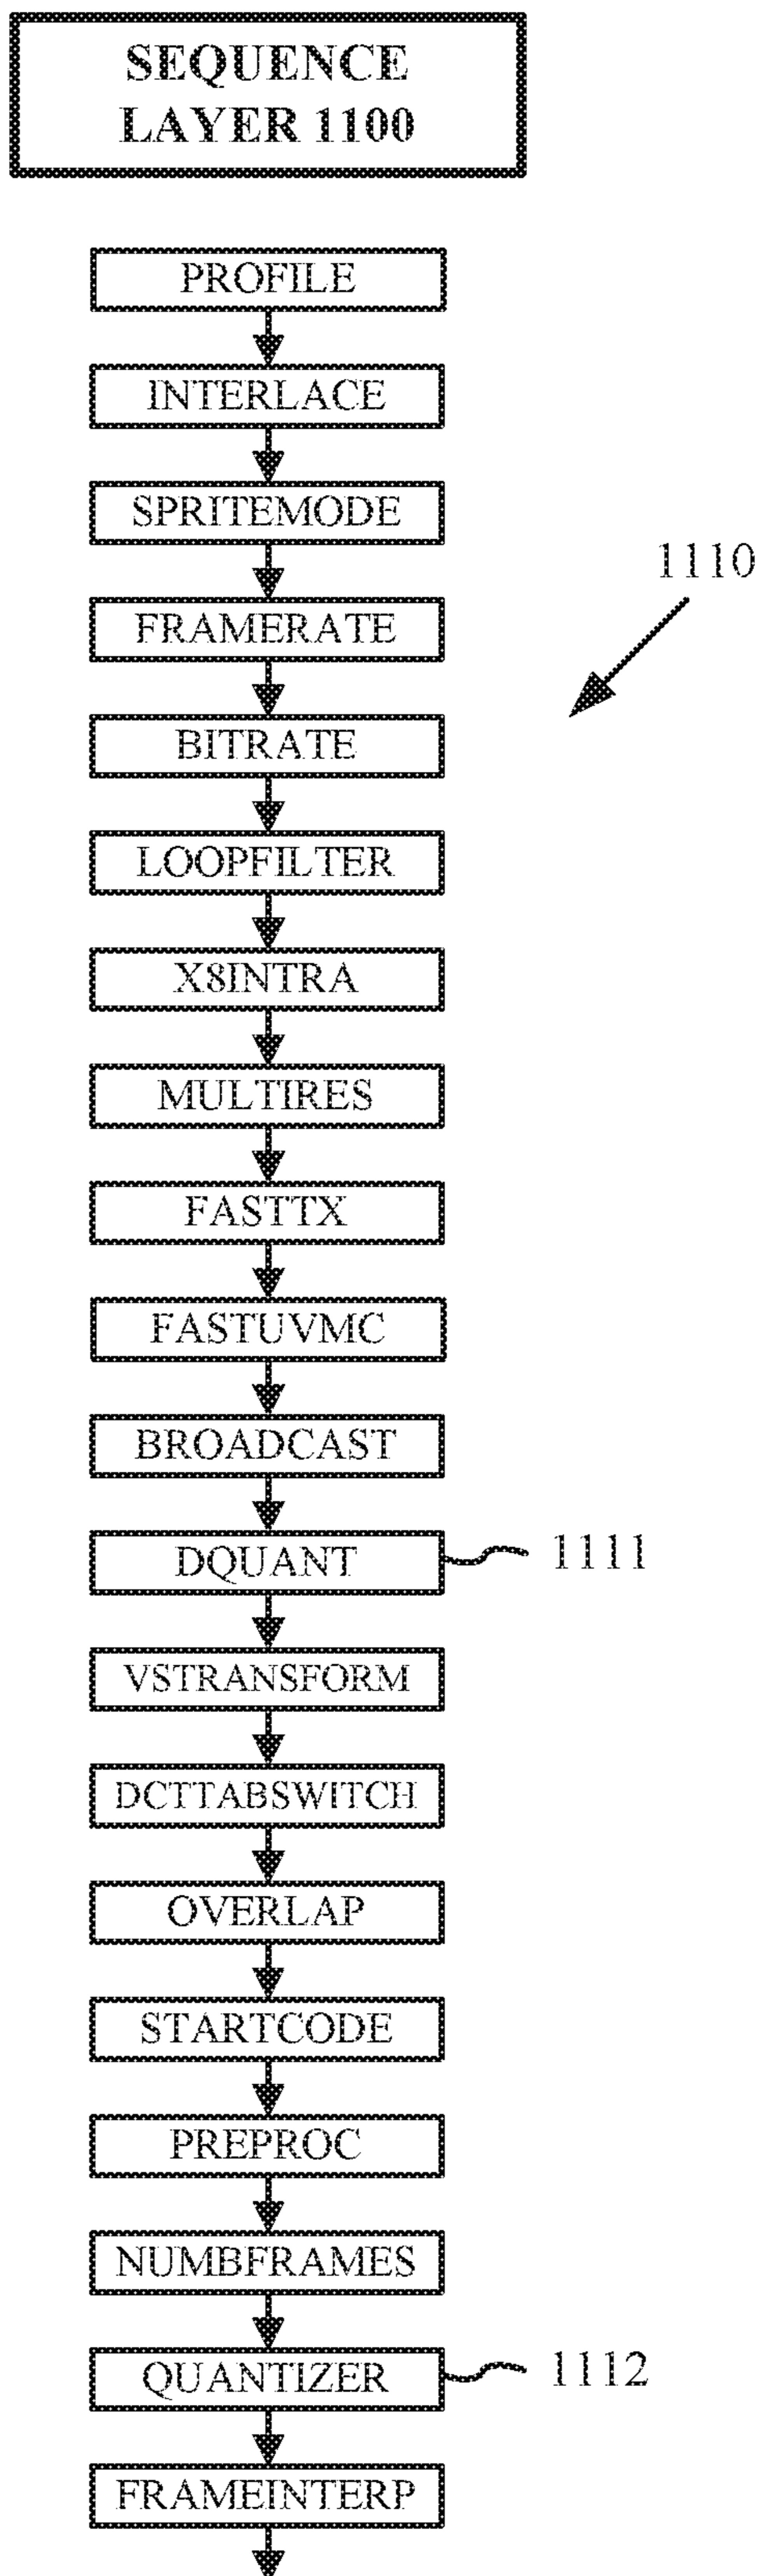 SEQUENCE
LAYER 1100
PROFILE
INTERLACE
SPRITEMODE
1110
FRAMERATE
BITRATE
LOOPFILTER
X8INTRA
MULTIRES
FASTTX
FASTUVMC
BROADCAST
DQUANT 1111
VSTRANSFORM
DCTTABSWITCH
OVERLAP
STARTCODE
PREPROC
NUMBFRAMES
QUANTIZER 1112
FRAMEINTERP